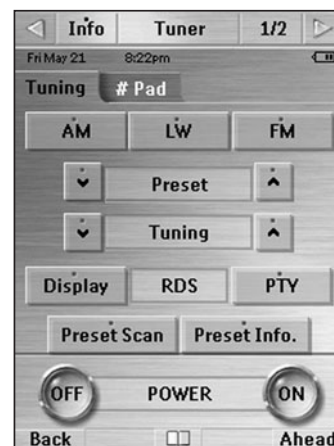 Info Tuner 1/2
Fri May 21 8:22pm
Tuning # Pad
AM LW FM
Preset
Tuning
Display RDS PTY
Preset Scan Preset Info.
OFF POWER ON
Back Ahead